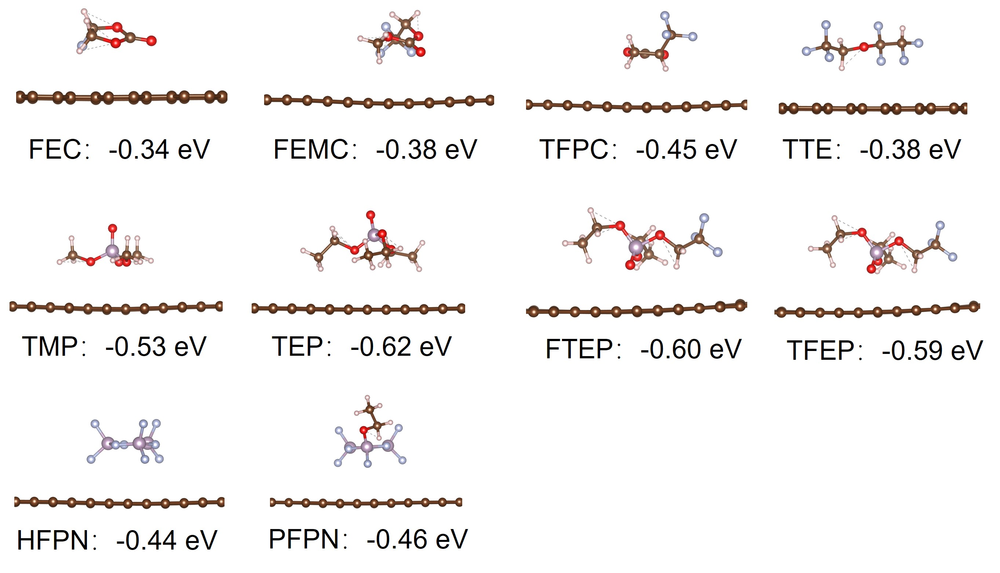 FEC： -0.34 eV
FEMC： -0.38 eV
TFPC： -0.45 eV
TTE： -0.38 eV
TMP： -0.53 eV
TEP： -0.62 eV
FTEP： -0.60 eV
TFEP： -0.59 eV
HFPN： -0.44 eV
PFPN： -0.46 eV